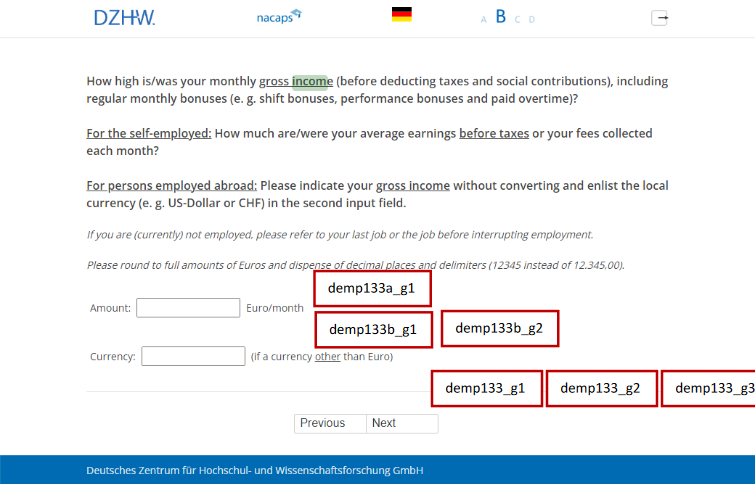 DZHW.
nacaps
A B C D
How high is/was your monthly gross income (before deducting taxes and social contributions), including
regular monthly bonuses (e. g. shift bonuses, performance bonuses and paid overtime)?
For the self-employed: How much are/were your average earnings before taxes or your fees collected
each month?
For persons employed abroad: Please indicate your gross income without converting and enlist the local
currency (e. g. US-Dollar or CHF) in the second input field.
If you are (currently) not employed, please refer to your last job or the job before interrupting employment.
Please round to full amounts of Euros and dispense of decimal places and delimiters (12345 instead of 12.345,00).
demp133a_g1
Amount: Euro/month
demp133b_g1 demp133b_g2
Currency: (if a currency other than Euro)
demp133_g1 demp133_g2 demp133_g3
Previous Next
Deutsches Zentrum für Hochschul- und Wissenschaftsforschung GmbH